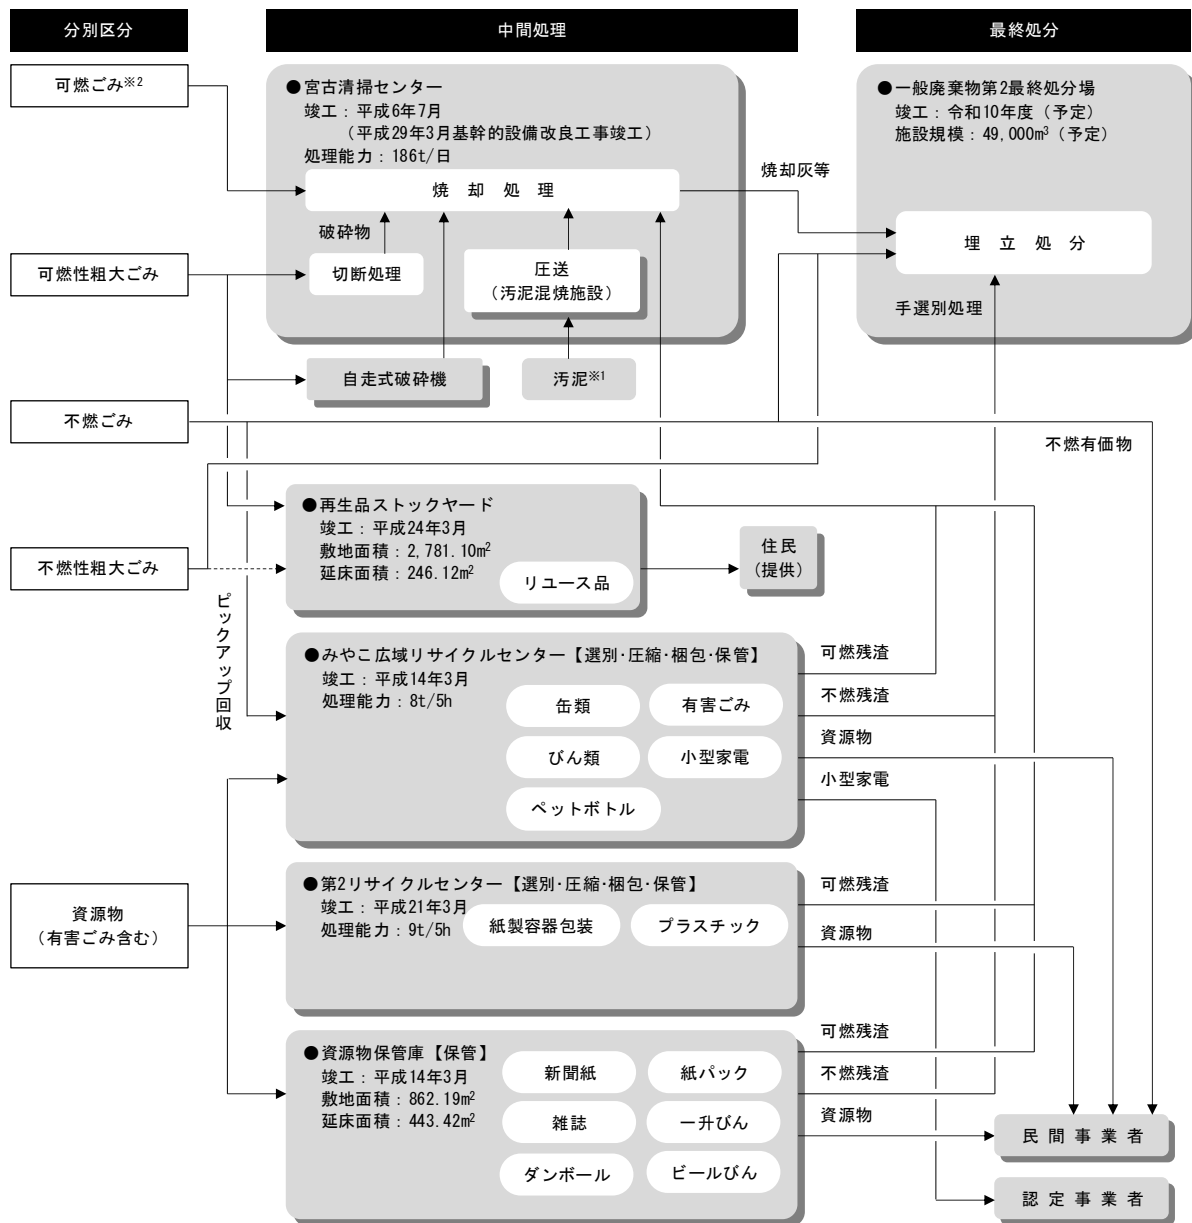 分別区分
中間処理
最終処分
可燃ごみ※2
●宮古清掃センター
竣工：平成6年7月
（平成29年3月基幹的設備改良工事竣工）
処理能力：186t/日
焼却処理
破砕物
切断処理
圧送
（汚泥混焼施設）
焼却灰等
●一般廃棄物第2最終処分場
竣工：令和10年度（予定）
施設規模：49,000m³（予定）
埋立処分
手選別処理
可燃性粗大ごみ
自走式破砕機
汚泥※1
不燃ごみ
不燃有価物
不燃性粗大ごみ
●再生品ストックヤード
竣工：平成24年3月
敷地面積：2,781.10m²
延床面積：246.12m²
リユース品
住民
（提供）
ピックアップ回収
●みやこ広域リサイクルセンター【選別・圧縮・梱包・保管】
竣工：平成14年3月
処理能力：8t/5h
缶類
有害ごみ
びん類
小型家電
ペットボトル
可燃残渣
不燃残渣
資源物
小型家電
資源物
（有害ごみ含む）
●第2リサイクルセンター【選別・圧縮・梱包・保管】
竣工：平成21年3月
処理能力：9t/5h
紙製容器包装
プラスチック
可燃残渣
資源物
●資源物保管庫【保管】
竣工：平成14年3月
敷地面積：862.19m²
延床面積：443.42m²
新聞紙
紙パック
雑誌
一升びん
ダンボール
ビールびん
可燃残渣
不燃残渣
資源物
民間事業者
認定事業者